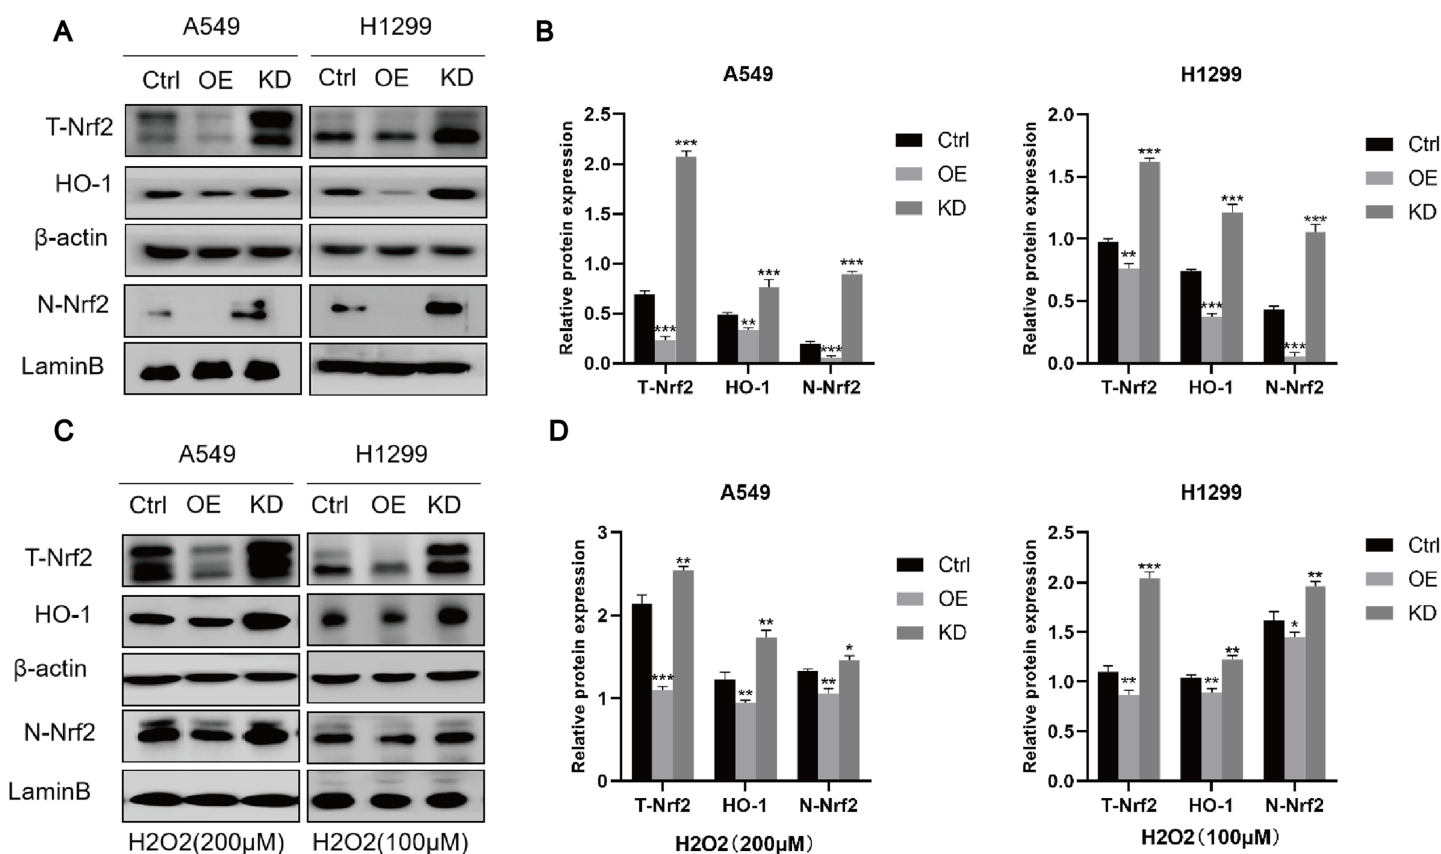 A
A549
H1299
Ctrl OE KD
Ctrl OE KD
T-Nrf2
HO-1
β-actin
N-Nrf2
LaminB
B
A549
Relative protein expression
2.5
2.0
1.5
1.0
0.5
0.0
***
***
**
***
***
***
T-Nrf2 HO-1 N-Nrf2
Ctrl
OE
KD
H1299
Relative protein expression
2.0
1.5
1.0
0.5
0.0
**
***
***
***
***
***
T-Nrf2 HO-1 N-Nrf2
Ctrl
OE
KD
C
A549
H1299
Ctrl OE KD
Ctrl OE KD
T-Nrf2
HO-1
β-actin
N-Nrf2
LaminB
H2O2(200μM)
H2O2(100μM)
D
A549
Relative protein expression
3
2
1
0
***
**
**
**
**
*
T-Nrf2 HO-1 N-Nrf2
H2O2(200μM)
Ctrl
OE
KD
H1299
Relative protein expression
2.5
2.0
1.5
1.0
0.5
0.0
**
***
**
**
*
**
T-Nrf2 HO-1 N-Nrf2
H2O2(100μM)
Ctrl
OE
KD